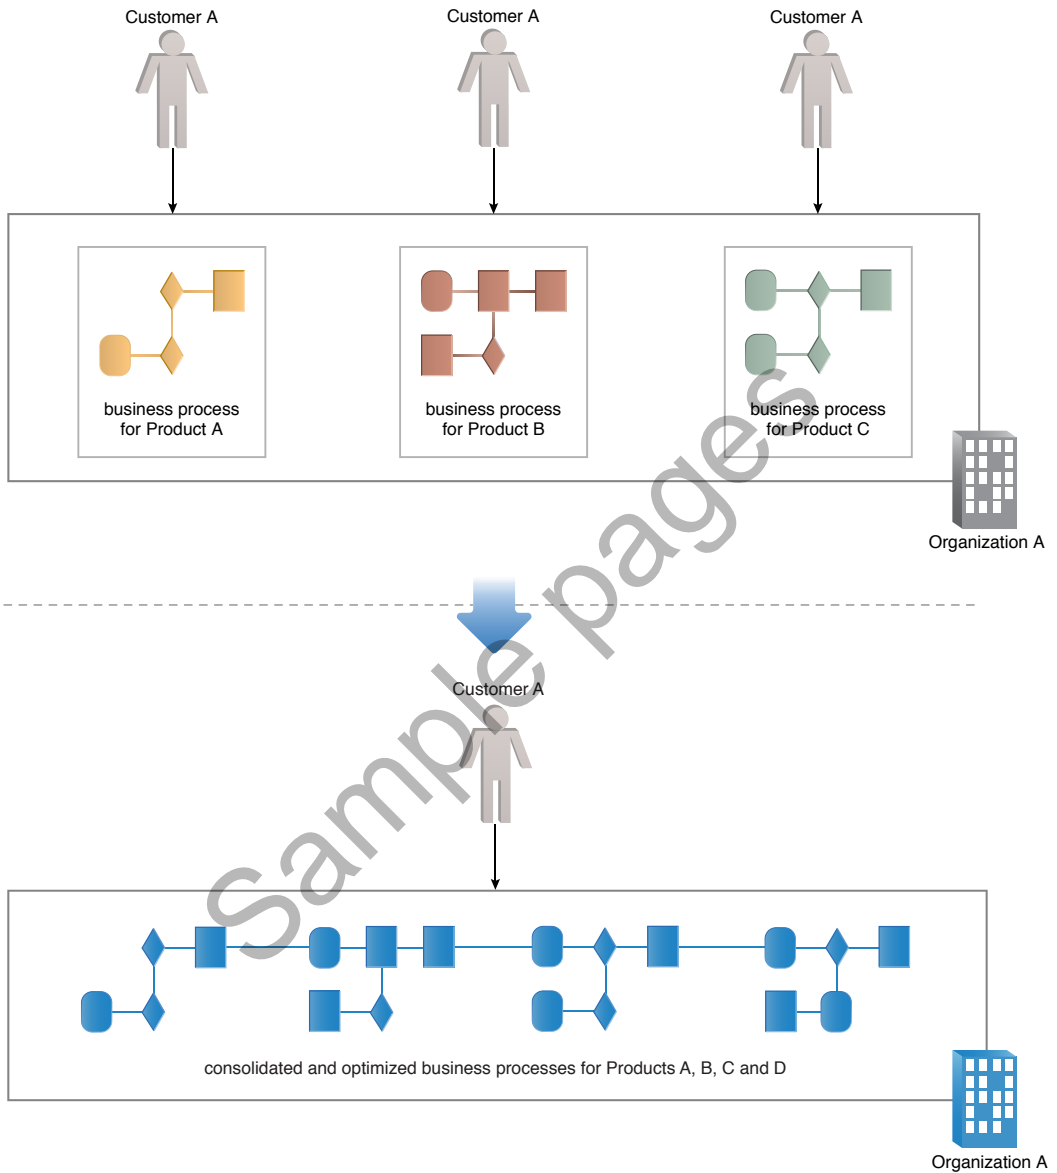 Customer A
Customer A
Customer A
business process
for Product A
business process
for Product B
business process
for Product C
Organization A
Customer A
Sample pages
consolidated and optimized business processes for Products A, B, C and D
Organization A